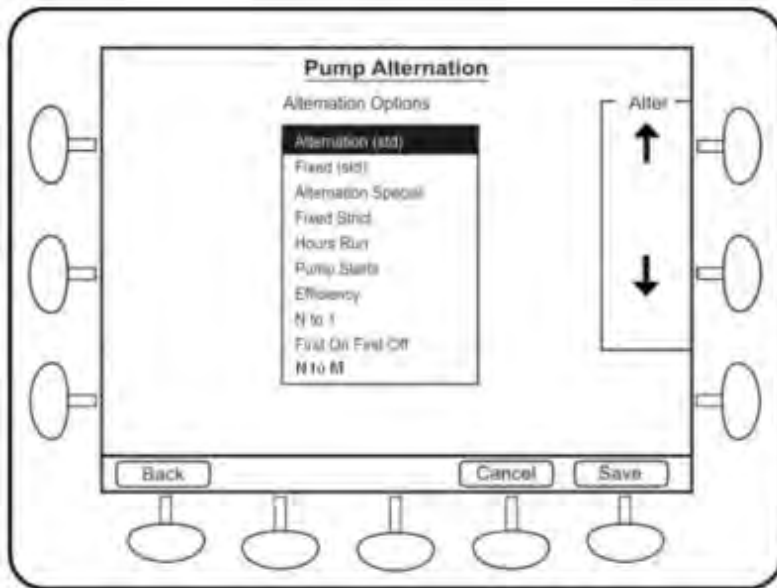 Pump Alternation
Alternation Options
Alter
Alternation (std)
Fixed (std)
Alternation Special
Fixed Strict
Hours Run
Pump Starts
Efficiency
N to 1
First On First Off
N to M
Back
Cancel
Save